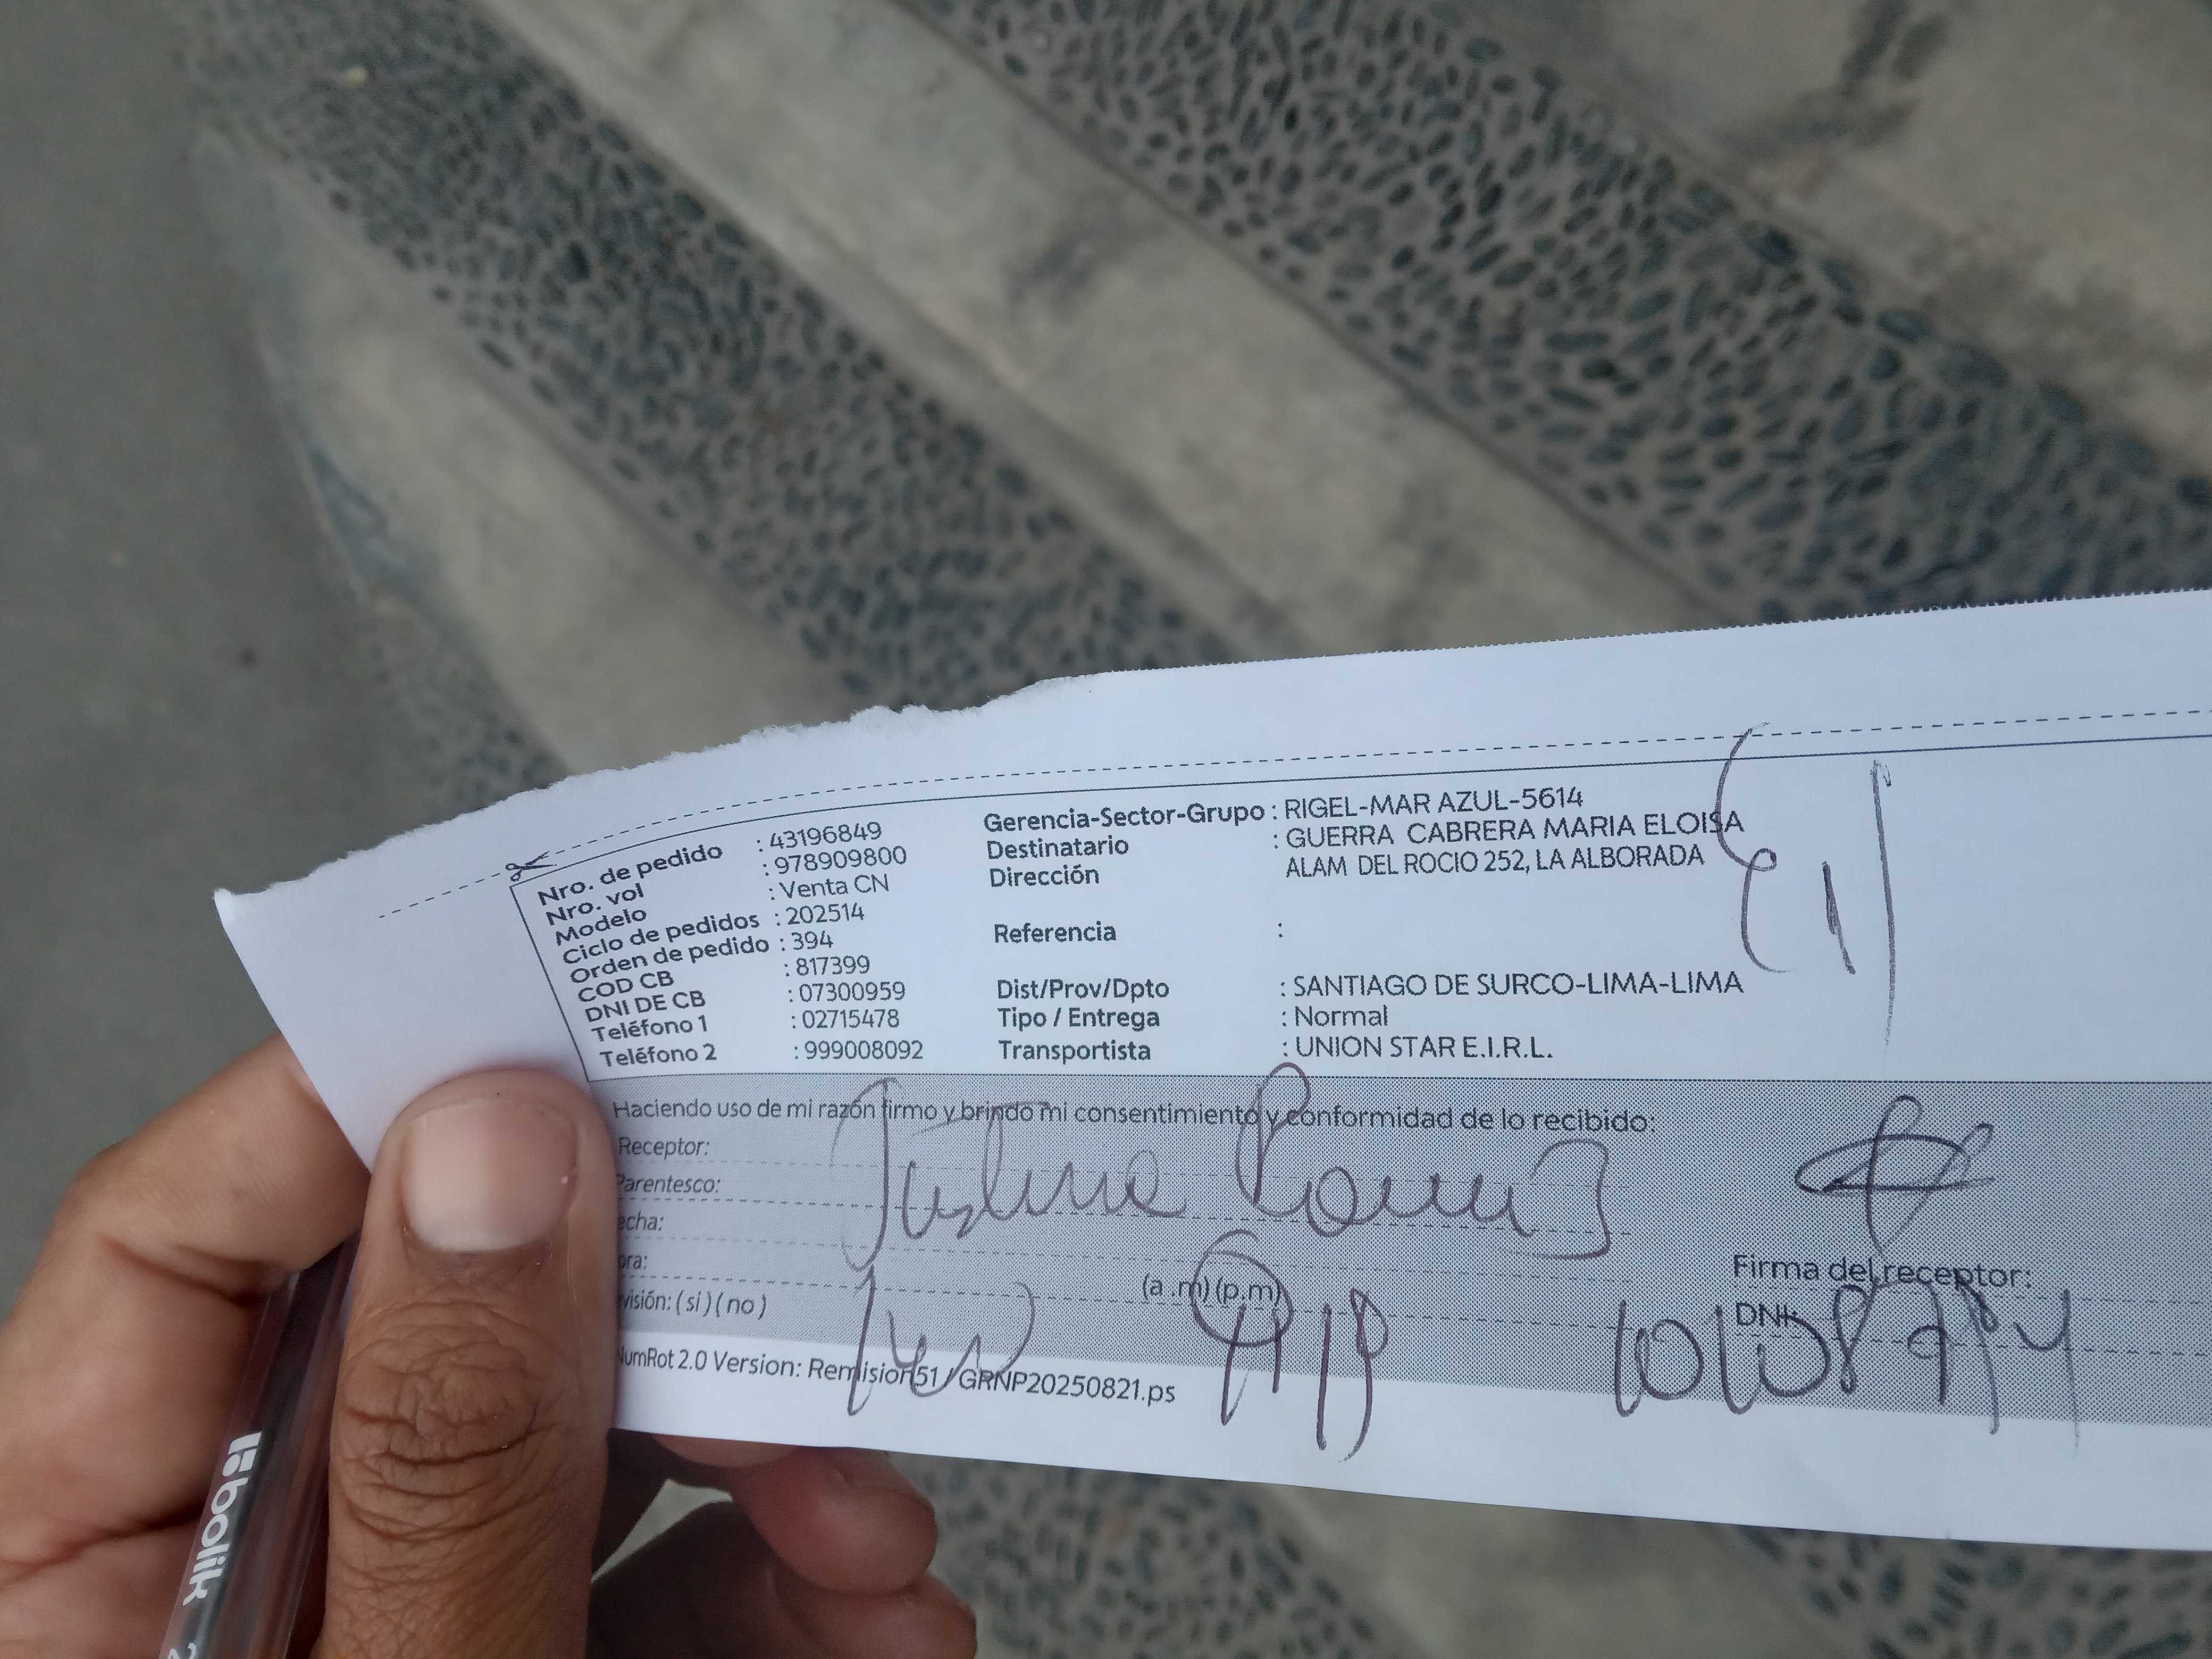 Nro. de pedido : 43196849
Nro. vol : 978909800
Modelo : Venta CN
Ciclo de pedidos : 202514
Orden de pedido : 394
COD CB : 817399
DNI DE CB : 07300959
Teléfono 1 : 02715478
Teléfono 2 : 999008092
Gerencia-Sector-Grupo : RIGEL-MAR AZUL-5614
Destinatario : GUERRA CABRERA MARIA ELOISA
Dirección ALAM DEL ROCIO 252, LA ALBORADA
Referencia :
Dist/Prov/Dpto : SANTIAGO DE SURCO-LIMA-LIMA
Tipo / Entrega : Normal
Transportista : UNION STAR E.I.R.L.
Haciendo uso de mi razón firmo y brindo mi consentimiento y conformidad de lo recibido:
Receptor:
Parentesco:
echa:
ora:
(a .m) (p.m)
visión: ( si ) ( no )
Firma del receptor:
DNI:
NumRot 2.0 Version: Remision51 / GRNP20250821.ps
bolik